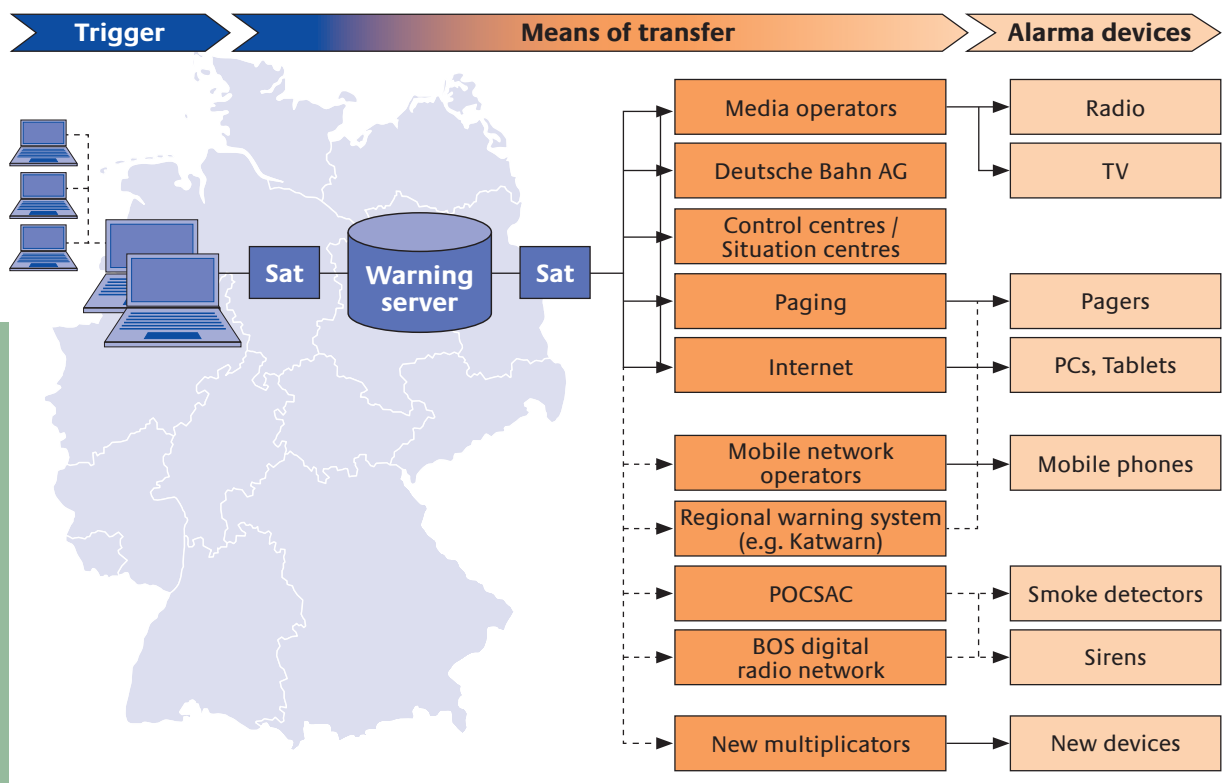 Trigger
Means of transfer
Alarma devices
Media operators
Radio
Deutsche Bahn AG
TV
Control centres /
Situation centres
Sat
Warning
server
Sat
Paging
Pagers
Internet
PCs, Tablets
Mobile network
operators
Mobile phones
Regional warning system
(e.g. Katwarn)
POCSAC
Smoke detectors
BOS digital
radio network
Sirens
New multiplicators
New devices